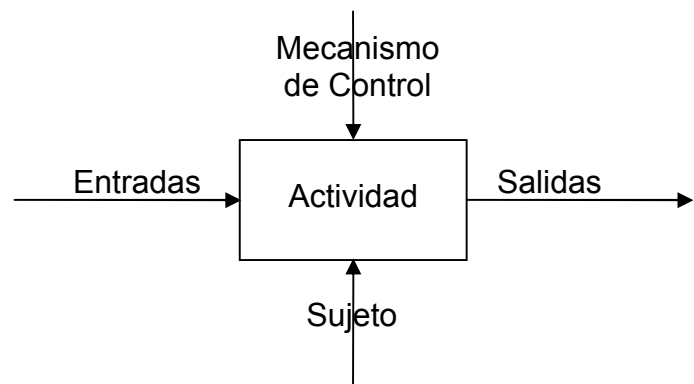 Mecanismo
de Control
Entradas
Actividad
Salidas
Sujeto